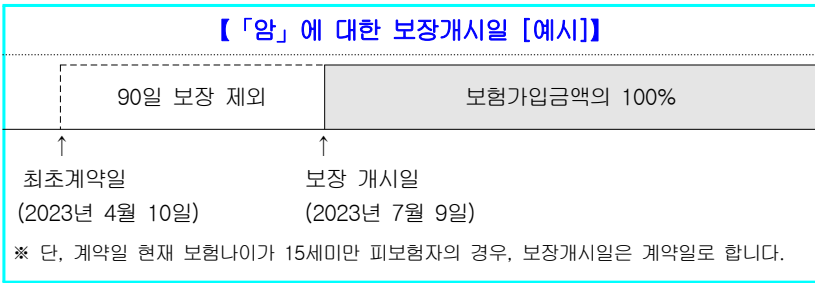 【「암」에 대한 보장개시일 [예시]】
90일 보장 제외 보험가입금액의 100%
↑ ↑
최초계약일 보장 개시일
(2023년 4월 10일) (2023년 7월 9일)
※ 단, 계약일 현재 보험나이가 15세미만 피보험자의 경우, 보장개시일은 계약일로 합니다.